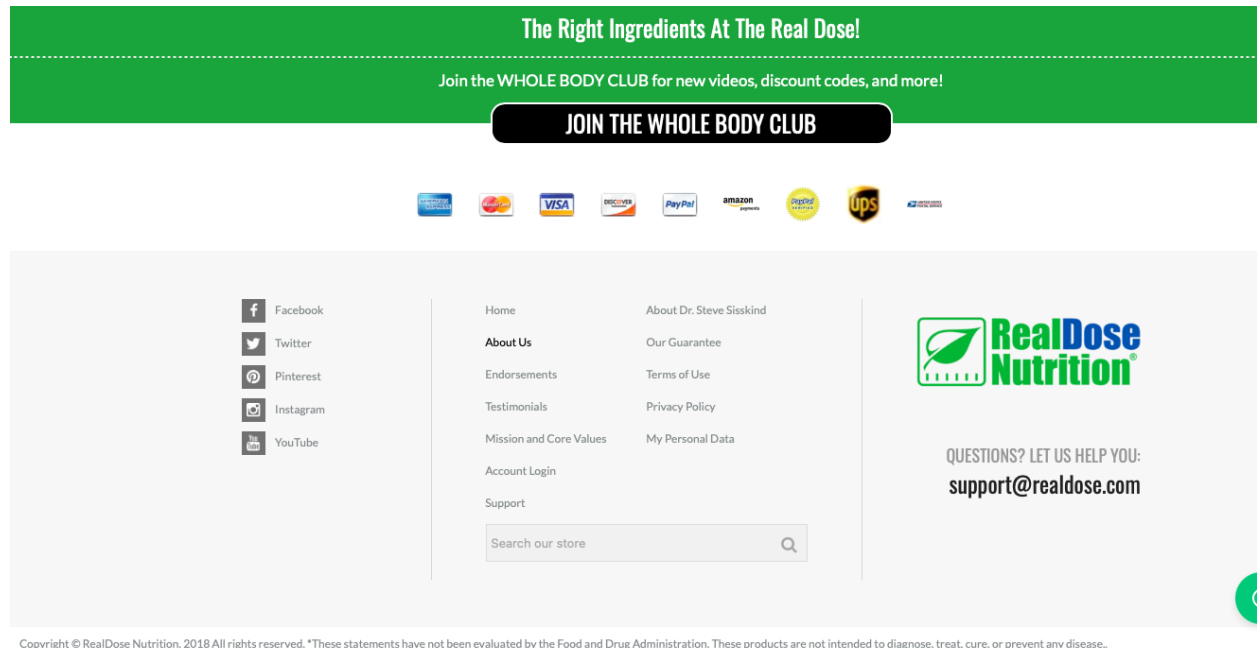 The Right Ingredients At The Real Dose!
Join the WHOLE BODY CLUB for new videos, discount codes, and more!
JOIN THE WHOLE BODY CLUB
VISA
DISCOVER
PayPal
amazon
payments
PayPal
VERIFIED
ups
Facebook
Twitter
Pinterest
Instagram
YouTube
Home
About Us
Endorsements
Testimonials
Mission and Core Values
Account Login
Support
About Dr. Steve Sisskind
Our Guarantee
Terms of Use
Privacy Policy
My Personal Data
Search our store
RealDose
Nutrition®
QUESTIONS? LET US HELP YOU:
support@realdose.com
Copyright © RealDose Nutrition, 2018 All rights reserved. *These statements have not been evaluated by the Food and Drug Administration. These products are not intended to diagnose, treat, cure, or prevent any disease..